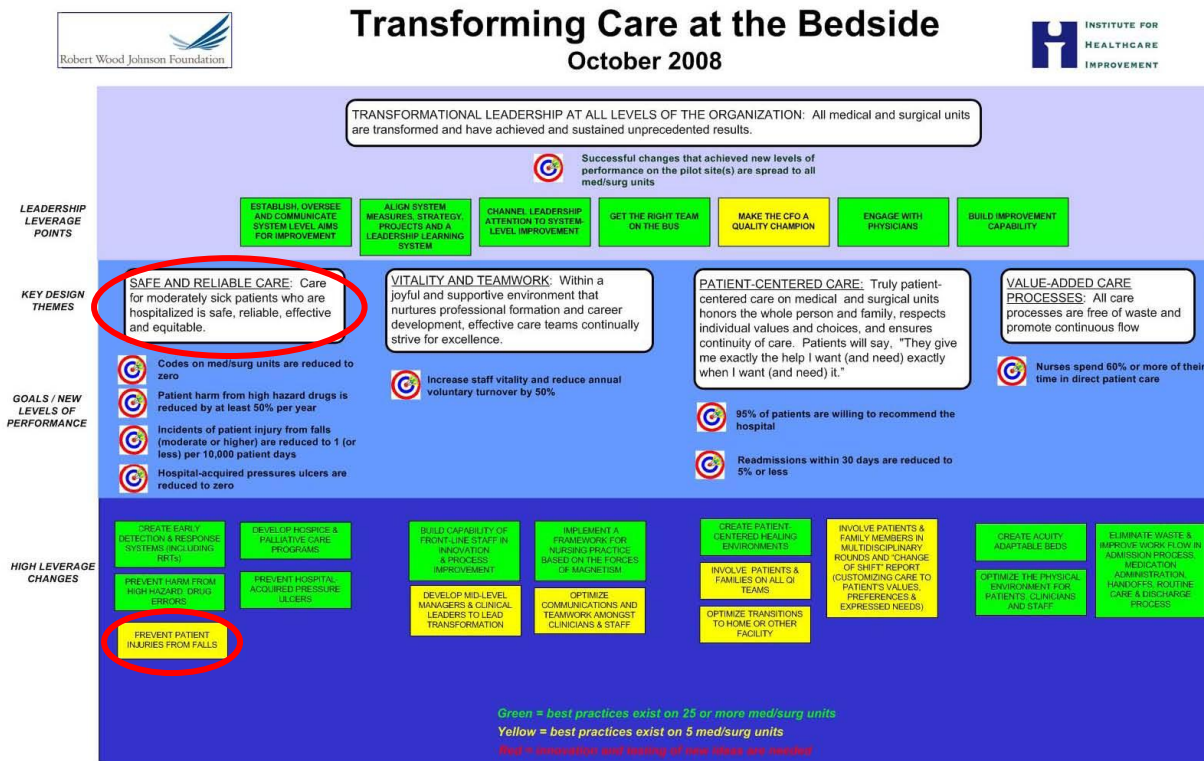 Robert Wood Johnson Foundation
Transforming Care at the Bedside
October 2008
INSTITUTE FOR
HEALTHCARE
IMPROVEMENT
TRANSFORMATIONAL LEADERSHIP AT ALL LEVELS OF THE ORGANIZATION: All medical and surgical units
are transformed and have achieved and sustained unprecedented results.
Successful changes that achieved new levels of
performance on the pilot site(s) are spread to all
med/surg units
LEADERSHIP
LEVERAGE
POINTS
ESTABLISH, OVERSEE
AND COMMUNICATE
SYSTEM LEVEL AIMS
FOR IMPROVEMENT
ALIGN SYSTEM
MEASURES, STRATEGY,
PROJECTS AND A
LEADERSHIP LEARNING
SYSTEM
CHANNEL LEADERSHIP
ATTENTION TO SYSTEM-
LEVEL IMPROVEMENT
GET THE RIGHT TEAM
ON THE BUS
MAKE THE CFO A
QUALITY CHAMPION
ENGAGE WITH
PHYSICIANS
BUILD IMPROVEMENT
CAPABILITY
KEY DESIGN
THEMES
SAFE AND RELIABLE CARE: Care
for moderately sick patients who are
hospitalized is safe, reliable, effective
and equitable.
VITALITY AND TEAMWORK: Within a
joyful and supportive environment that
nurtures professional formation and career
development, effective care teams continually
strive for excellence.
PATIENT-CENTERED CARE: Truly patient-
centered care on medical and surgical units
honors the whole person and family, respects
individual values and choices, and ensures
continuity of care. Patients will say, "They give
me exactly the help I want (and need) exactly
when I want (and need) it."
VALUE-ADDED CARE
PROCESSES: All care
processes are free of waste and
promote continuous flow
GOALS / NEW
LEVELS OF
PERFORMANCE
Codes on med/surg units are reduced to
zero
Patient harm from high hazard drugs is
reduced by at least 50% per year
Incidents of patient injury from falls
(moderate or higher) are reduced to 1 (or
less) per 10,000 patient days
Hospital-acquired pressures ulcers are
reduced to zero
Increase staff vitality and reduce annual
voluntary turnover by 50%
95% of patients are willing to recommend the
hospital
Readmissions within 30 days are reduced to
5% or less
Nurses spend 60% or more of their
time in direct patient care
HIGH LEVERAGE
CHANGES
CREATE EARLY
DETECTION & RESPONSE
SYSTEMS (INCLUDING
RRTs)
DEVELOP HOSPICE &
PALLIATIVE CARE
PROGRAMS
PREVENT HARM FROM
HIGH HAZARD DRUG
ERRORS
PREVENT HOSPITAL-
ACQUIRED PRESSURE
ULCERS
PREVENT PATIENT
INJURIES FROM FALLS
BUILD CAPABILITY OF
FRONT-LINE STAFF IN
INNOVATION
& PROCESS
IMPROVEMENT
IMPLEMENT A
FRAMEWORK FOR
NURSING PRACTICE
BASED ON THE FORCES
OF MAGNETISM
DEVELOP MID-LEVEL
MANAGERS & CLINICAL
LEADERS TO LEAD
TRANSFORMATION
OPTIMIZE
COMMUNICATIONS AND
TEAMWORK AMONGST
CLINICIANS & STAFF
CREATE PATIENT-
CENTERED HEALING
ENVIRONMENTS
INVOLVE PATIENTS &
FAMILIES ON ALL QI
TEAMS
OPTIMIZE TRANSITIONS
TO HOME OR OTHER
FACILITY
INVOLVE PATIENTS &
FAMILY MEMBERS IN
MULTIDISCIPLINARY
ROUNDS AND "CHANGE
OF SHIFT" REPORT
(CUSTOMIZING CARE TO
PATIENT'S VALUES,
PREFERENCES &
EXPRESSED NEEDS)
CREATE ACUITY
ADAPTABLE BEDS
OPTIMIZE THE PHYSICAL
ENVIRONMENT FOR
PATIENTS, CLINICIANS
AND STAFF
ELIMINATE WASTE &
IMPROVE WORK FLOW IN
ADMISSION PROCESS,
MEDICATION
ADMINISTRATION,
HANDOFFS, ROUTINE
CARE & DISCHARGE
PROCESS
Green = best practices exist on 25 or more med/surg units
Yellow = best practices exist on 5 med/surg units
Red = innovation and testing of new ideas are needed